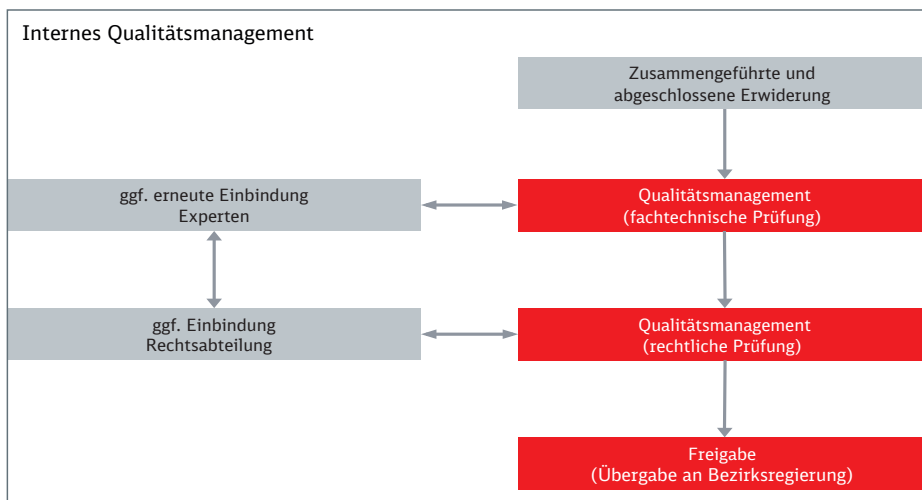 Internes Qualitätsmanagement
Zusammengeführte und
abgeschlossene Erwiderung
ggf. erneute Einbindung
Experten
Qualitätsmanagement
(fachtechnische Prüfung)
ggf. Einbindung
Rechtsabteilung
Qualitätsmanagement
(rechtliche Prüfung)
Freigabe
(Übergabe an Bezirksregierung)